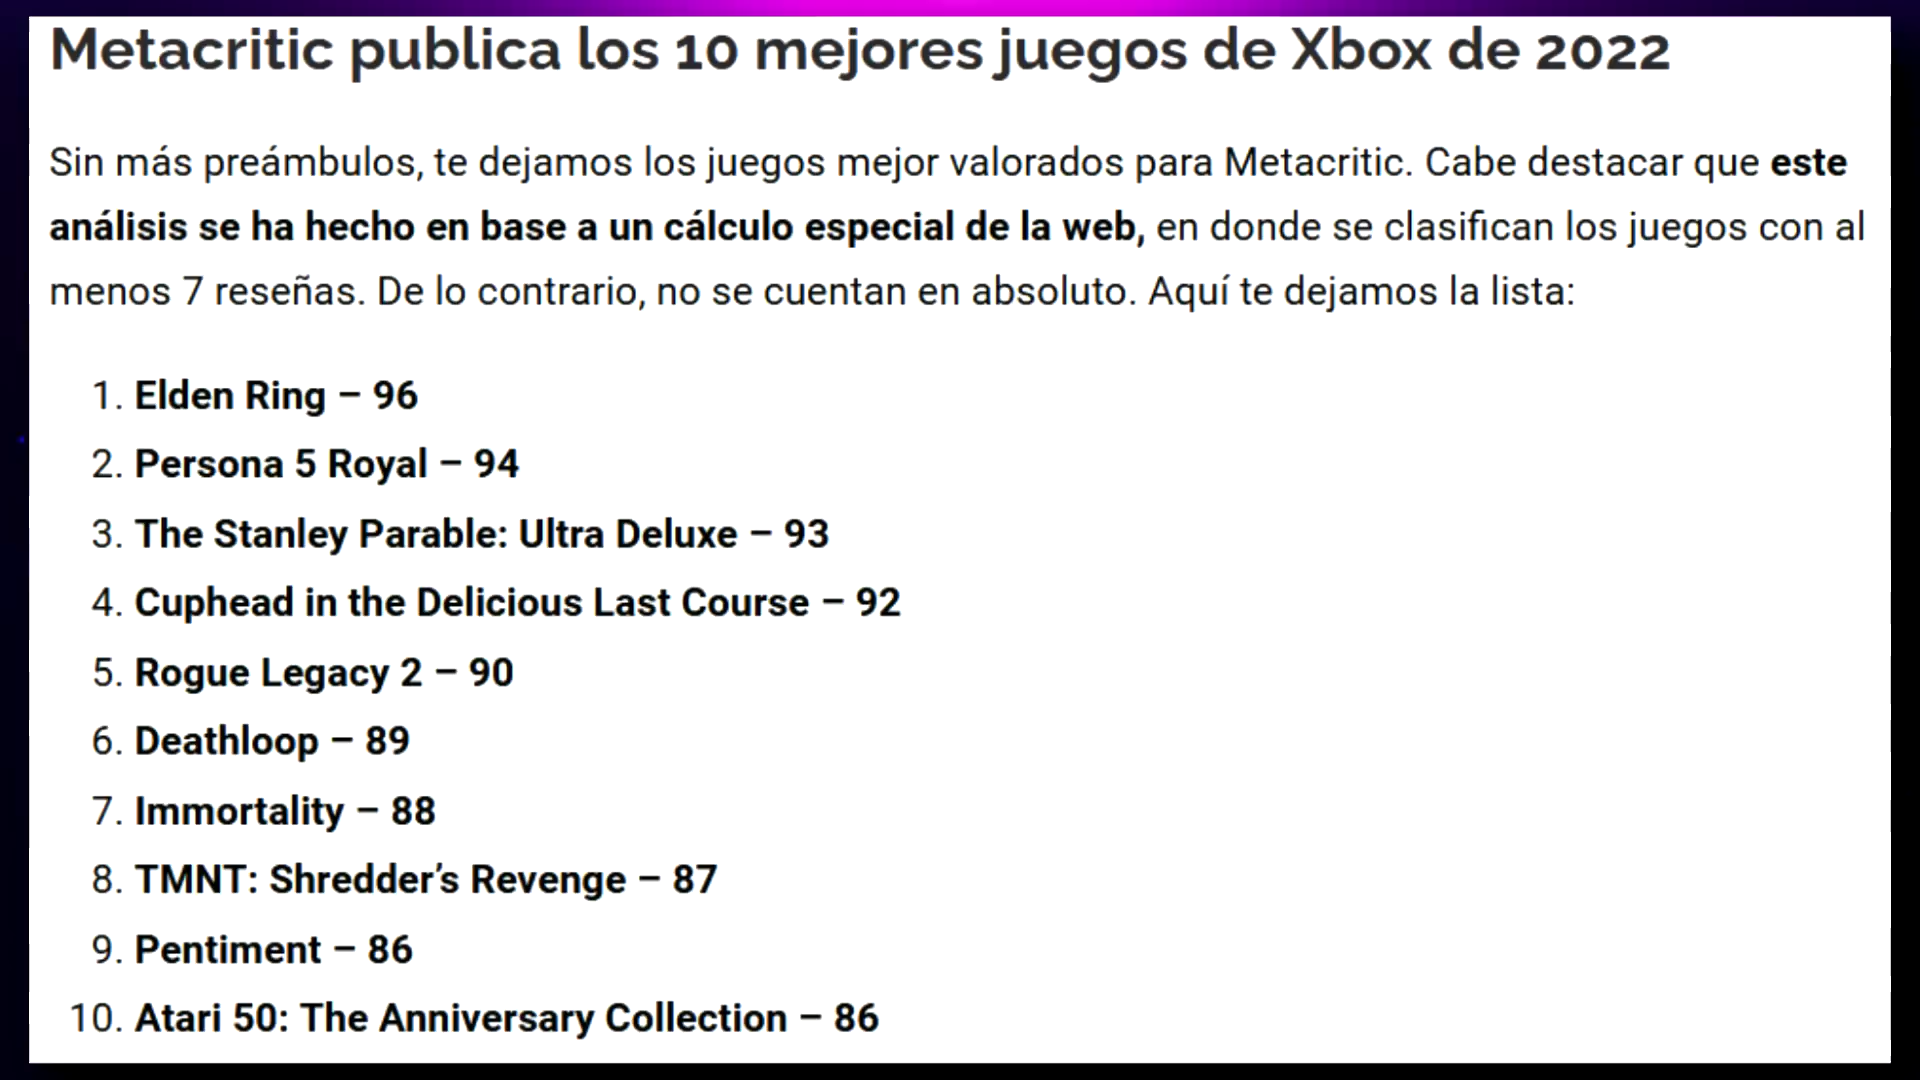 Metacritic publica los 10 mejores juegos de Xbox de 2022
Sin más preámbulos, te dejamos los juegos mejor valorados para Metacritic. Cabe destacar que este
análisis se ha hecho en base a un cálculo especial de la web, en donde se clasifican los juegos con al
menos 7 reseñas. De lo contrario, no se cuentan en absoluto. Aquí te dejamos la lista:
1. Elden Ring – 96
2. Persona 5 Royal – 94
3. The Stanley Parable: Ultra Deluxe – 93
4. Cuphead in the Delicious Last Course – 92
5. Rogue Legacy 2 – 90
6. Deathloop – 89
7. Immortality – 88
8. TMNT: Shredder’s Revenge – 87
9. Pentiment – 86
10. Atari 50: The Anniversary Collection – 86